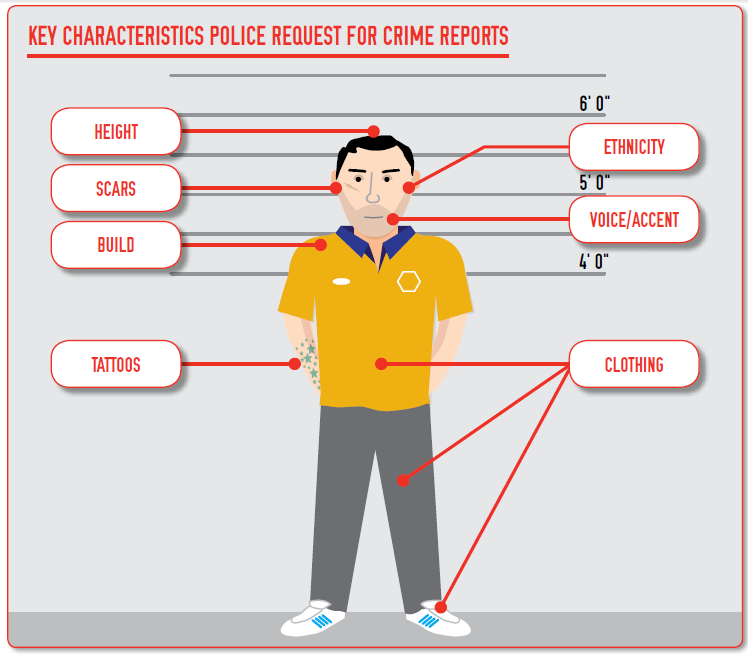 KEY CHARACTERISTICS POLICE REQUEST FOR CRIME REPORTS
6' 0"
HEIGHT
ETHNICITY
SCARS
5' 0"
VOICE/ACCENT
BUILD
4' 0"
TATTOOS
CLOTHING